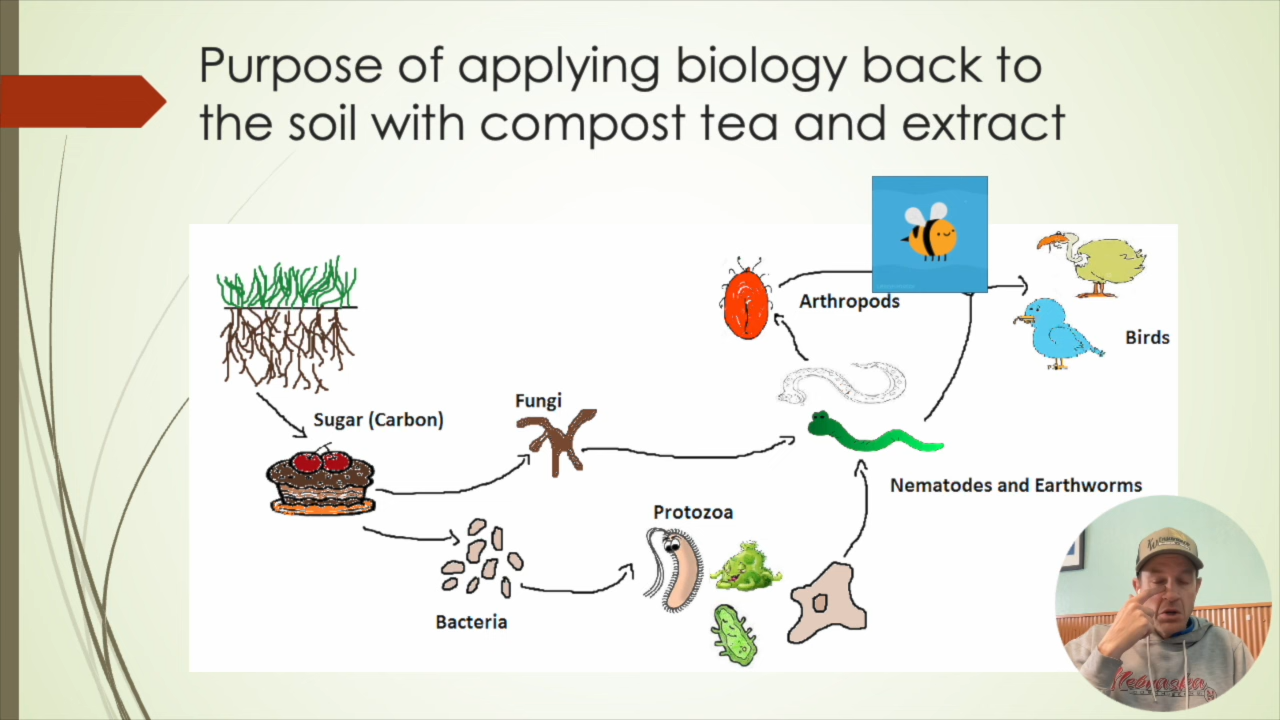 Purpose of applying biology back to
the soil with compost tea and extract
Arthropods
Birds
Fungi
Sugar (Carbon)
Nematodes and Earthworms
Protozoa
Bacteria
Nebraska